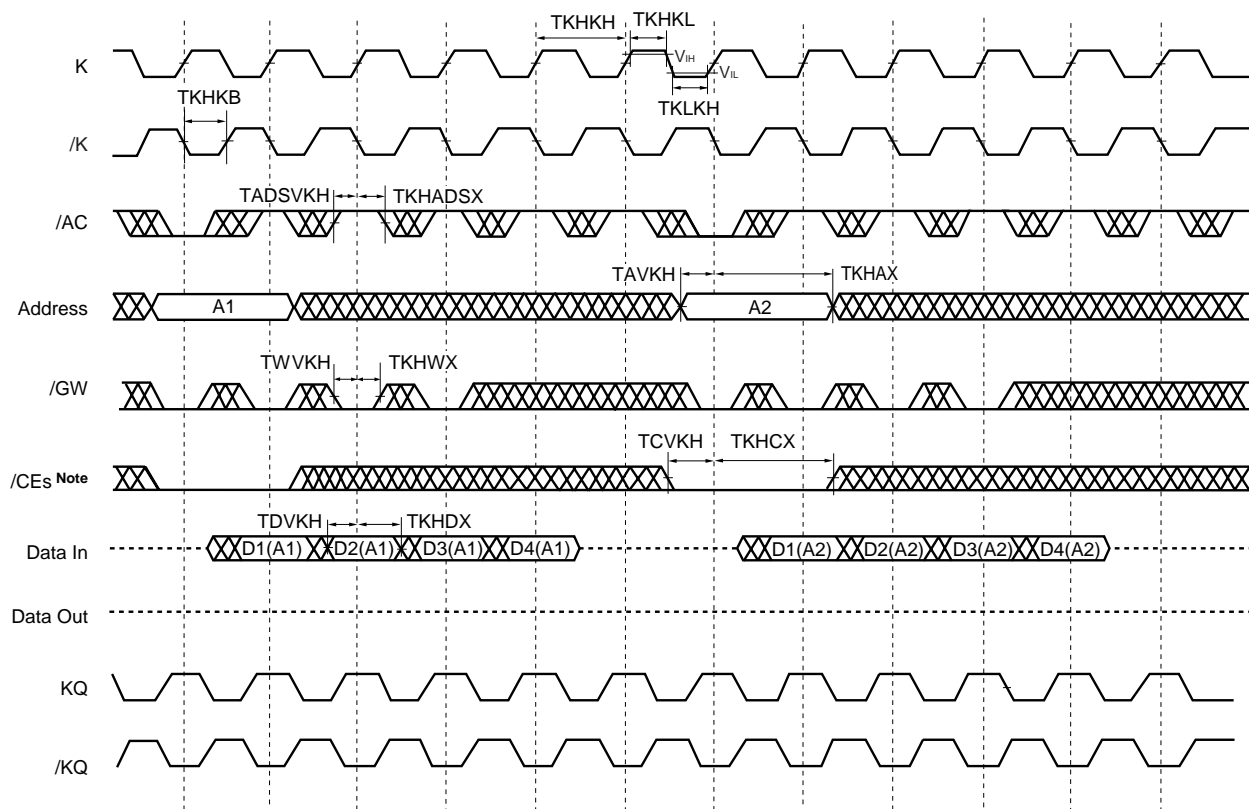 TKHKH TKHKL
K
VIH
VIL
TKHKB
TKLKH
/K
TADSVKH TKHADSX
/AC
TAVKH TKHAX
Address A1 A2
TWVKH TKHWX
/GW
TCVKH TKHCX
/CEs Note
TDVKH TKHDX
Data In D1(A1) D2(A1) D3(A1) D4(A1) D1(A2) D2(A2) D3(A2) D4(A2)
Data Out
KQ
/KQ